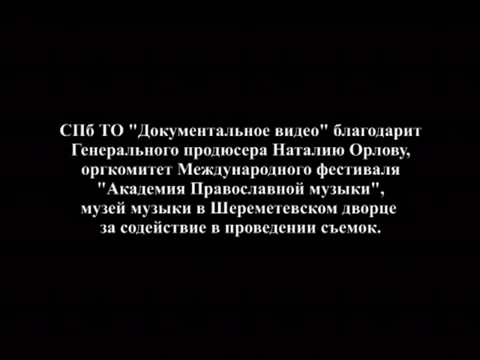 СПб ТО "Документальное видео" благодарит
Генерального продюсера Наталию Орлову,
оргкомитет Международного фестиваля
"Академия Православной музыки",
музей музыки в Шереметевском дворце
за содействие в проведении съемок.